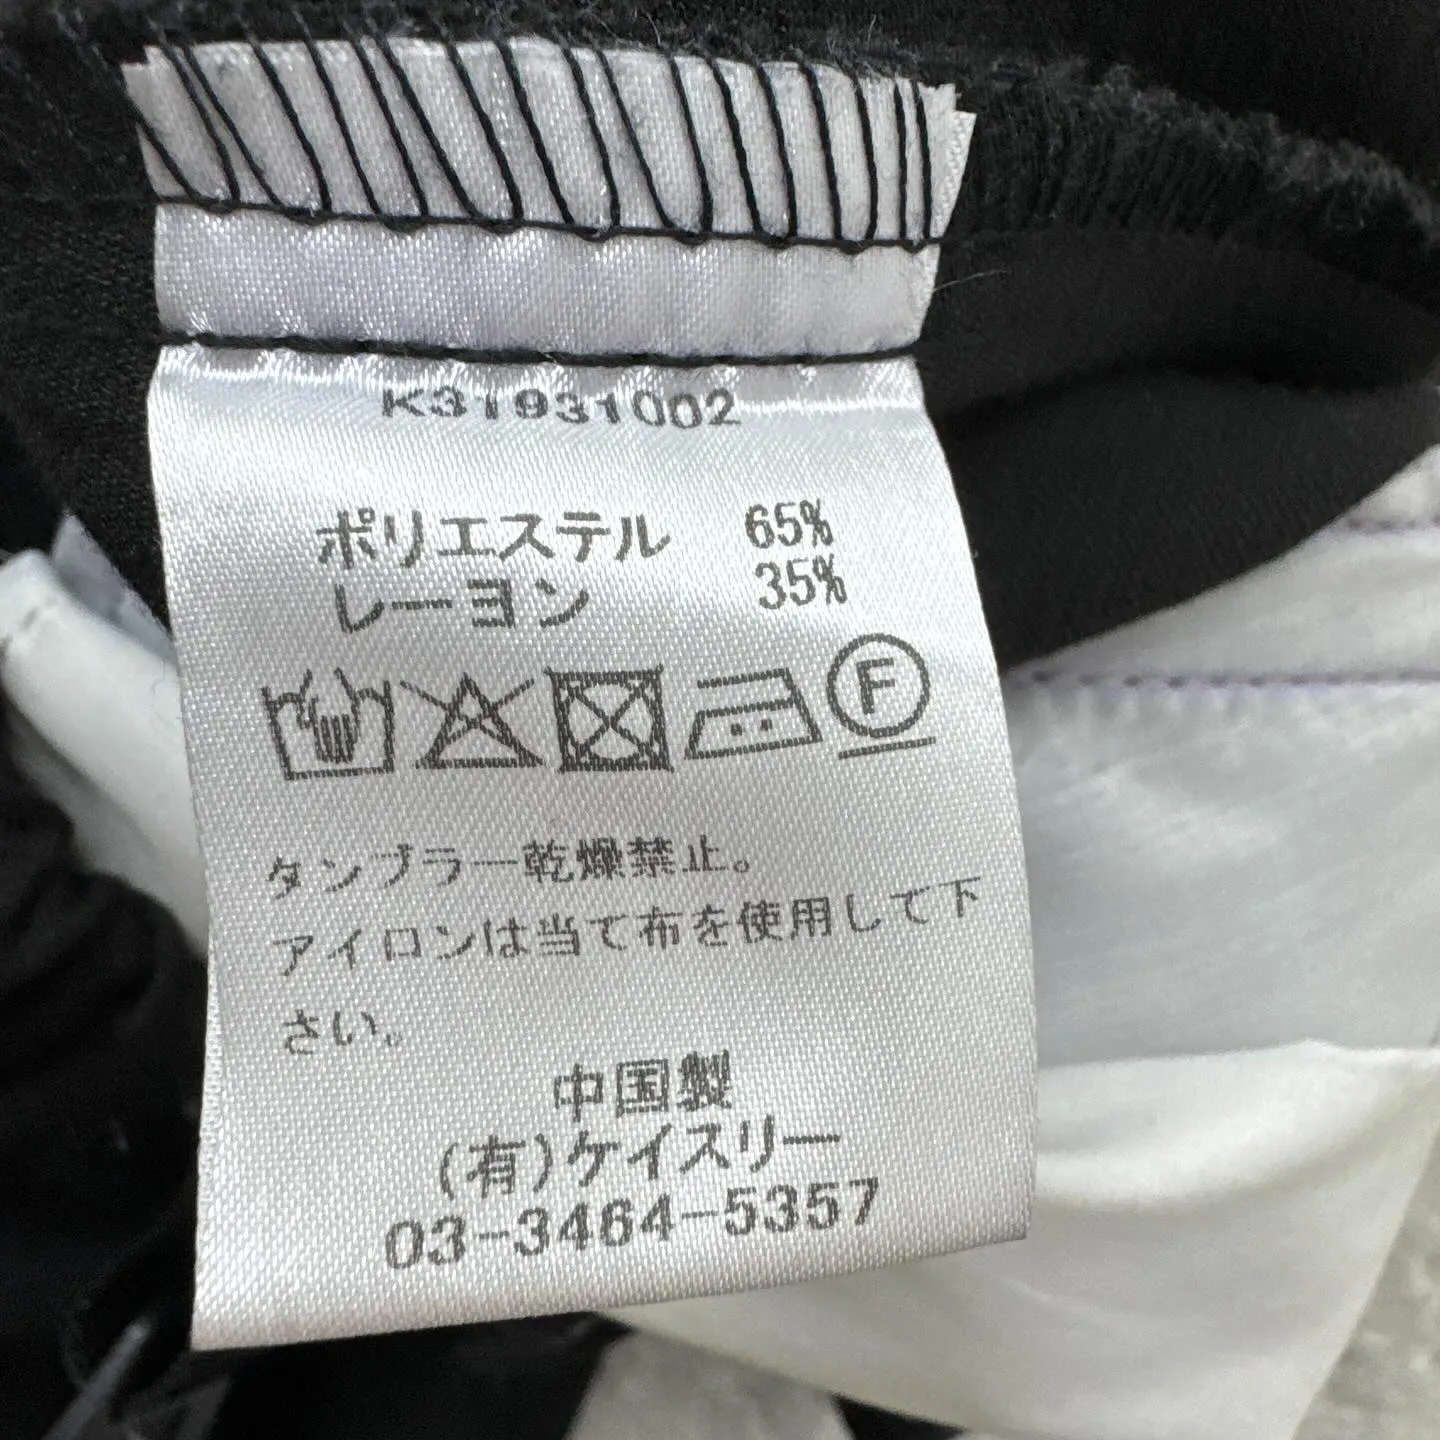 K31931002
ポリエステル 65%
レーヨン 35%
F
タンブラー乾燥禁止。
アイロンは当て布を使用して下
さい。
中国製
(有)ケイスリー
03-3464-5357